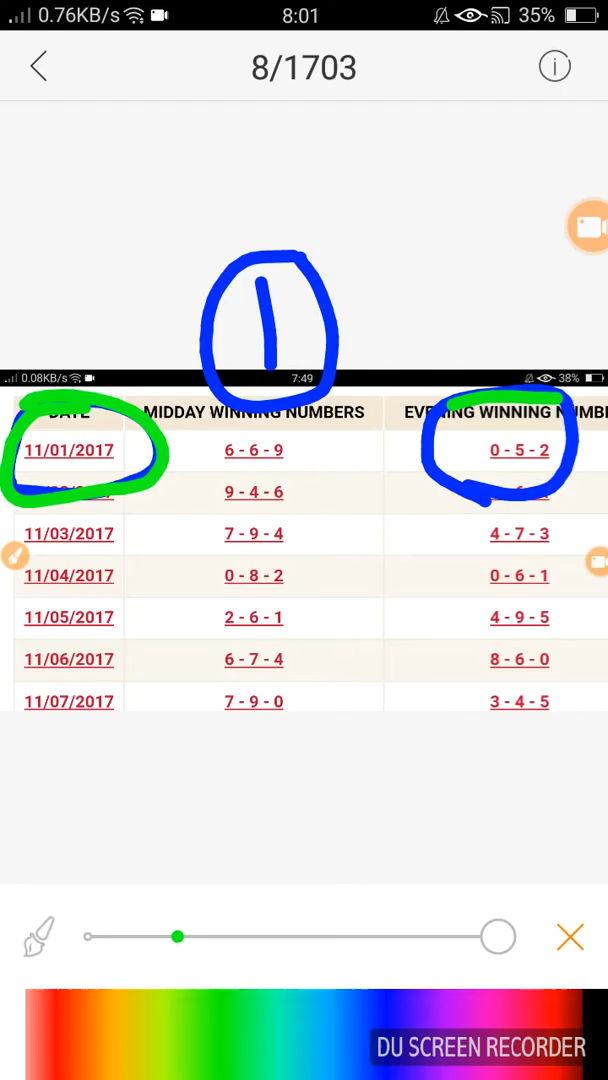 0.76KB/s 8:01 35%
8/1703
1
0.08KB/s 7:49 38%
DATE MIDDAY WINNING NUMBERS EVENING WINNING NUMBE
11/01/2017 6 - 6 - 9 0 - 5 - 2
9 - 4 - 6
11/03/2017 7 - 9 - 4 4 - 7 - 3
11/04/2017 0 - 8 - 2 0 - 6 - 1
11/05/2017 2 - 6 - 1 4 - 9 - 5
11/06/2017 6 - 7 - 4 8 - 6 - 0
11/07/2017 7 - 9 - 0 3 - 4 - 5
DU SCREEN RECORDER